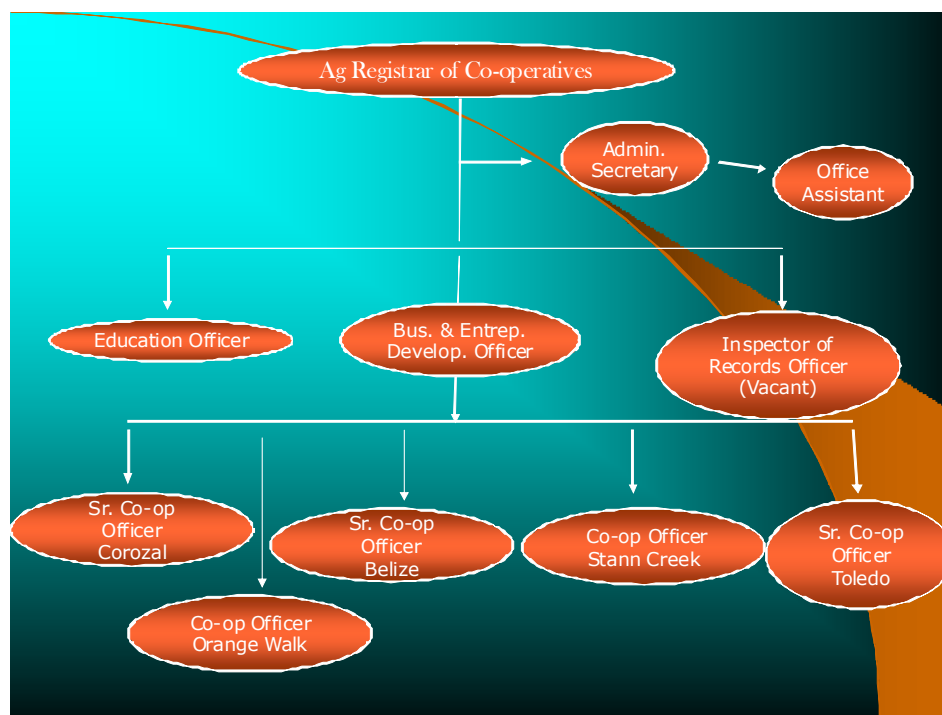 Ag Registrar of Co-operatives
Admin.
Secretary
Office
Assistant
Education Officer
Bus. & Entrep.
Develop. Officer
Inspector of
Records Officer
(Vacant)
Sr. Co-op
Officer
Corozal
Sr. Co-op
Officer
Belize
Co-op Officer
Stann Creek
Sr. Co-op
Officer
Toledo
Co-op Officer
Orange Walk